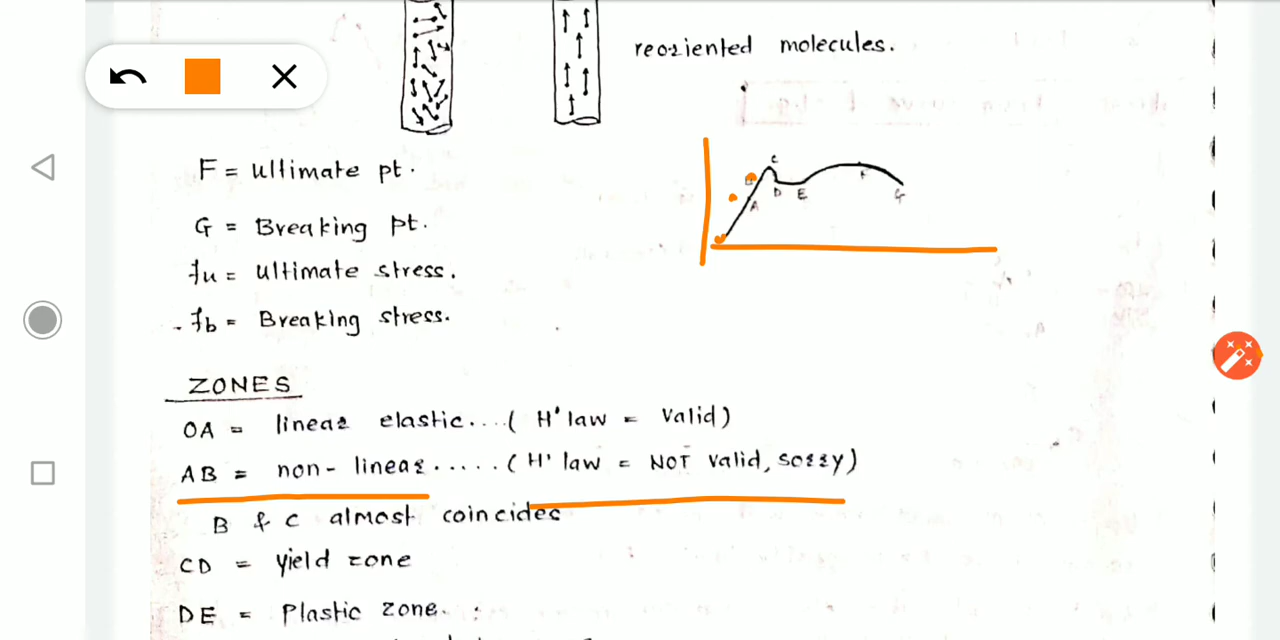 reoriented molecules.
F = ultimate pt.
G = Breaking pt.
fu = ultimate stress.
fb = Breaking stress.
C
B
A
D
E
F
G
ZONES
OA = linear elastic....( H' law = valid)
AB = non-linear.....( H' law = NOT valid, sorry)
B & C almost coincides
CD = yield zone
DE = Plastic zone.